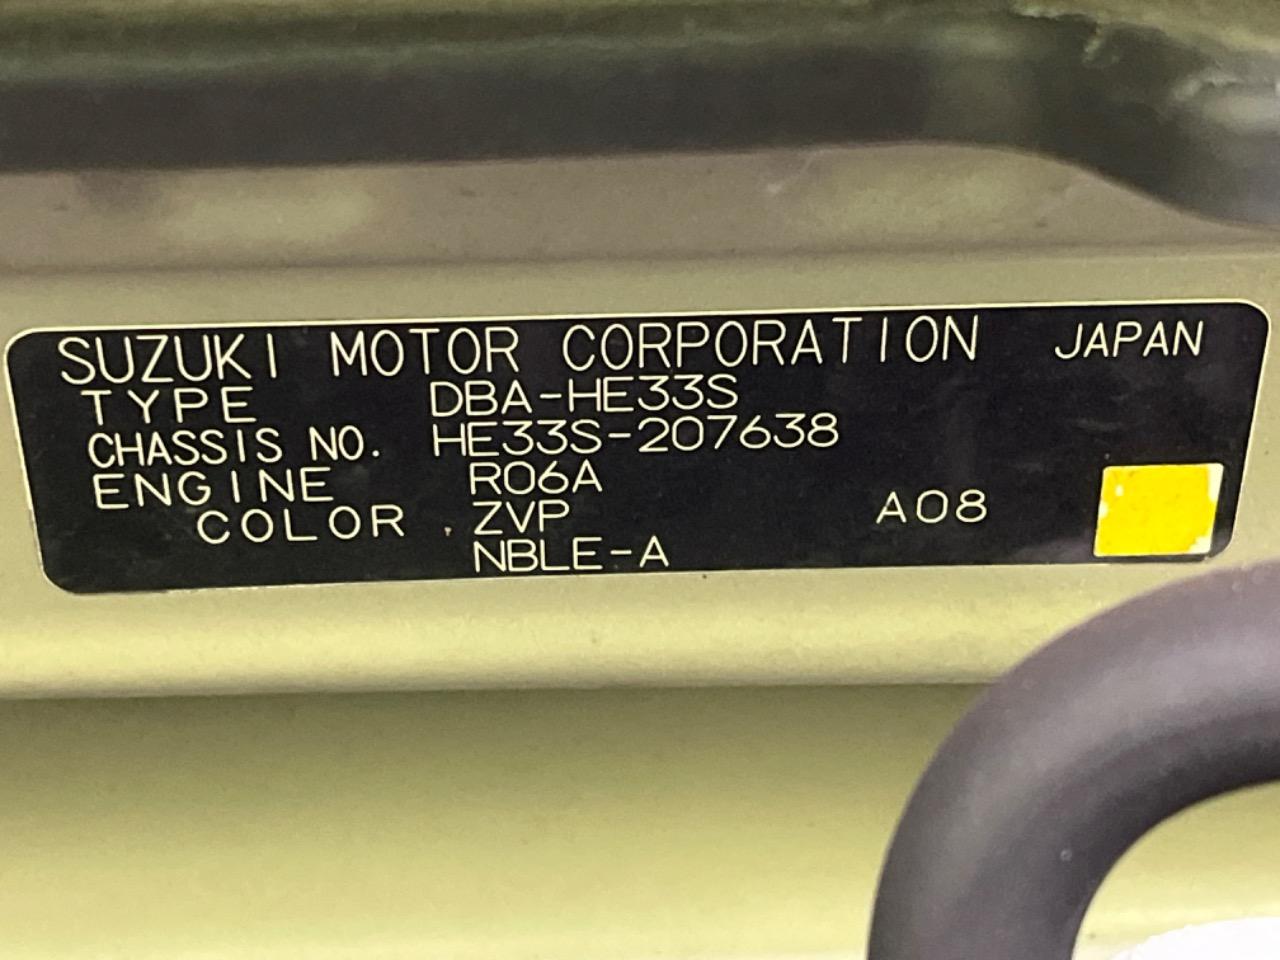 SUZUKI MOTOR CORPORATION JAPAN
TYPE DBA-HE33S
CHASSIS NO. HE33S-207638
ENGINE R06A
COLOR ZVP A08
NBLE-A